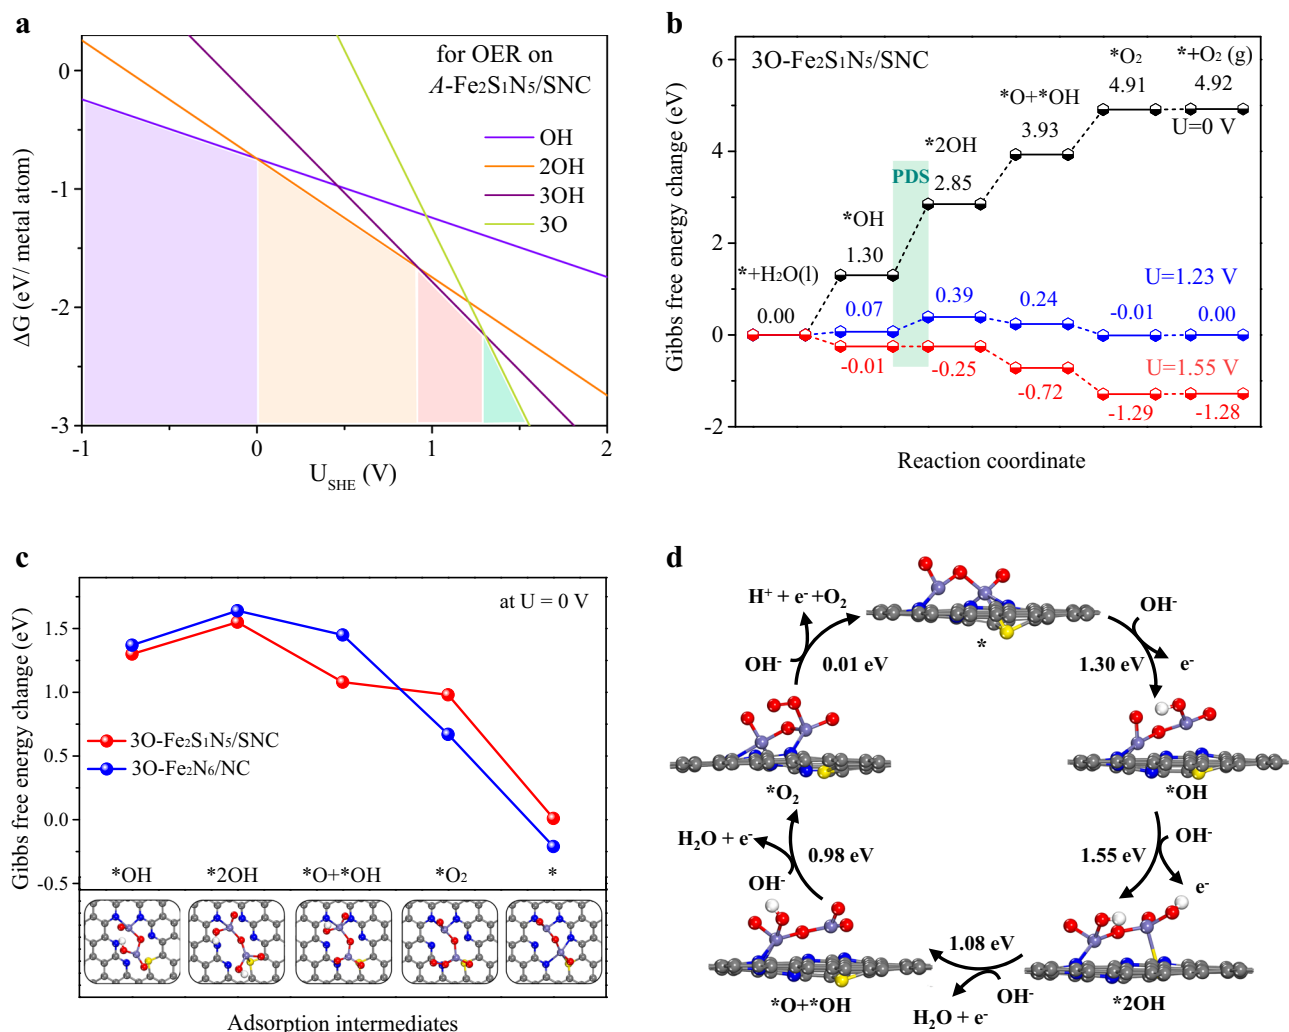 a
for OER on
A-Fe2S1N5/SNC
OH
2OH
3OH
3O
0
-1
-2
-3
-1
0
1
2
ΔG (eV/ metal atom)
USHE (V)
b
3O-Fe2S1N5/SNC
6
4
2
0
-2
Gibbs free energy change (eV)
*+H2O(l)
0.00
*OH
1.30
PDS
*2OH
2.85
*O+*OH
3.93
*O2
4.91
*+O2 (g)
4.92
U=0 V
U=1.23 V
0.07
0.39
0.24
-0.01
0.00
U=1.55 V
-0.01
-0.25
-0.72
-1.29
-1.28
Reaction coordinate
c
at U = 0 V
1.5
1.0
0.5
0.0
-0.5
Gibbs free energy change (eV)
3O-Fe2S1N5/SNC
3O-Fe2N6/NC
*OH
*2OH
*O+*OH
*O2
*
Adsorption intermediates
d
*
OH-
1.30 eV
e-
*OH
OH-
1.55 eV
e-
*2OH
1.08 eV
OH-
H2O + e-
*O+*OH
OH-
0.98 eV
H2O + e-
*O2
OH-
0.01 eV
H+ + e- +O2